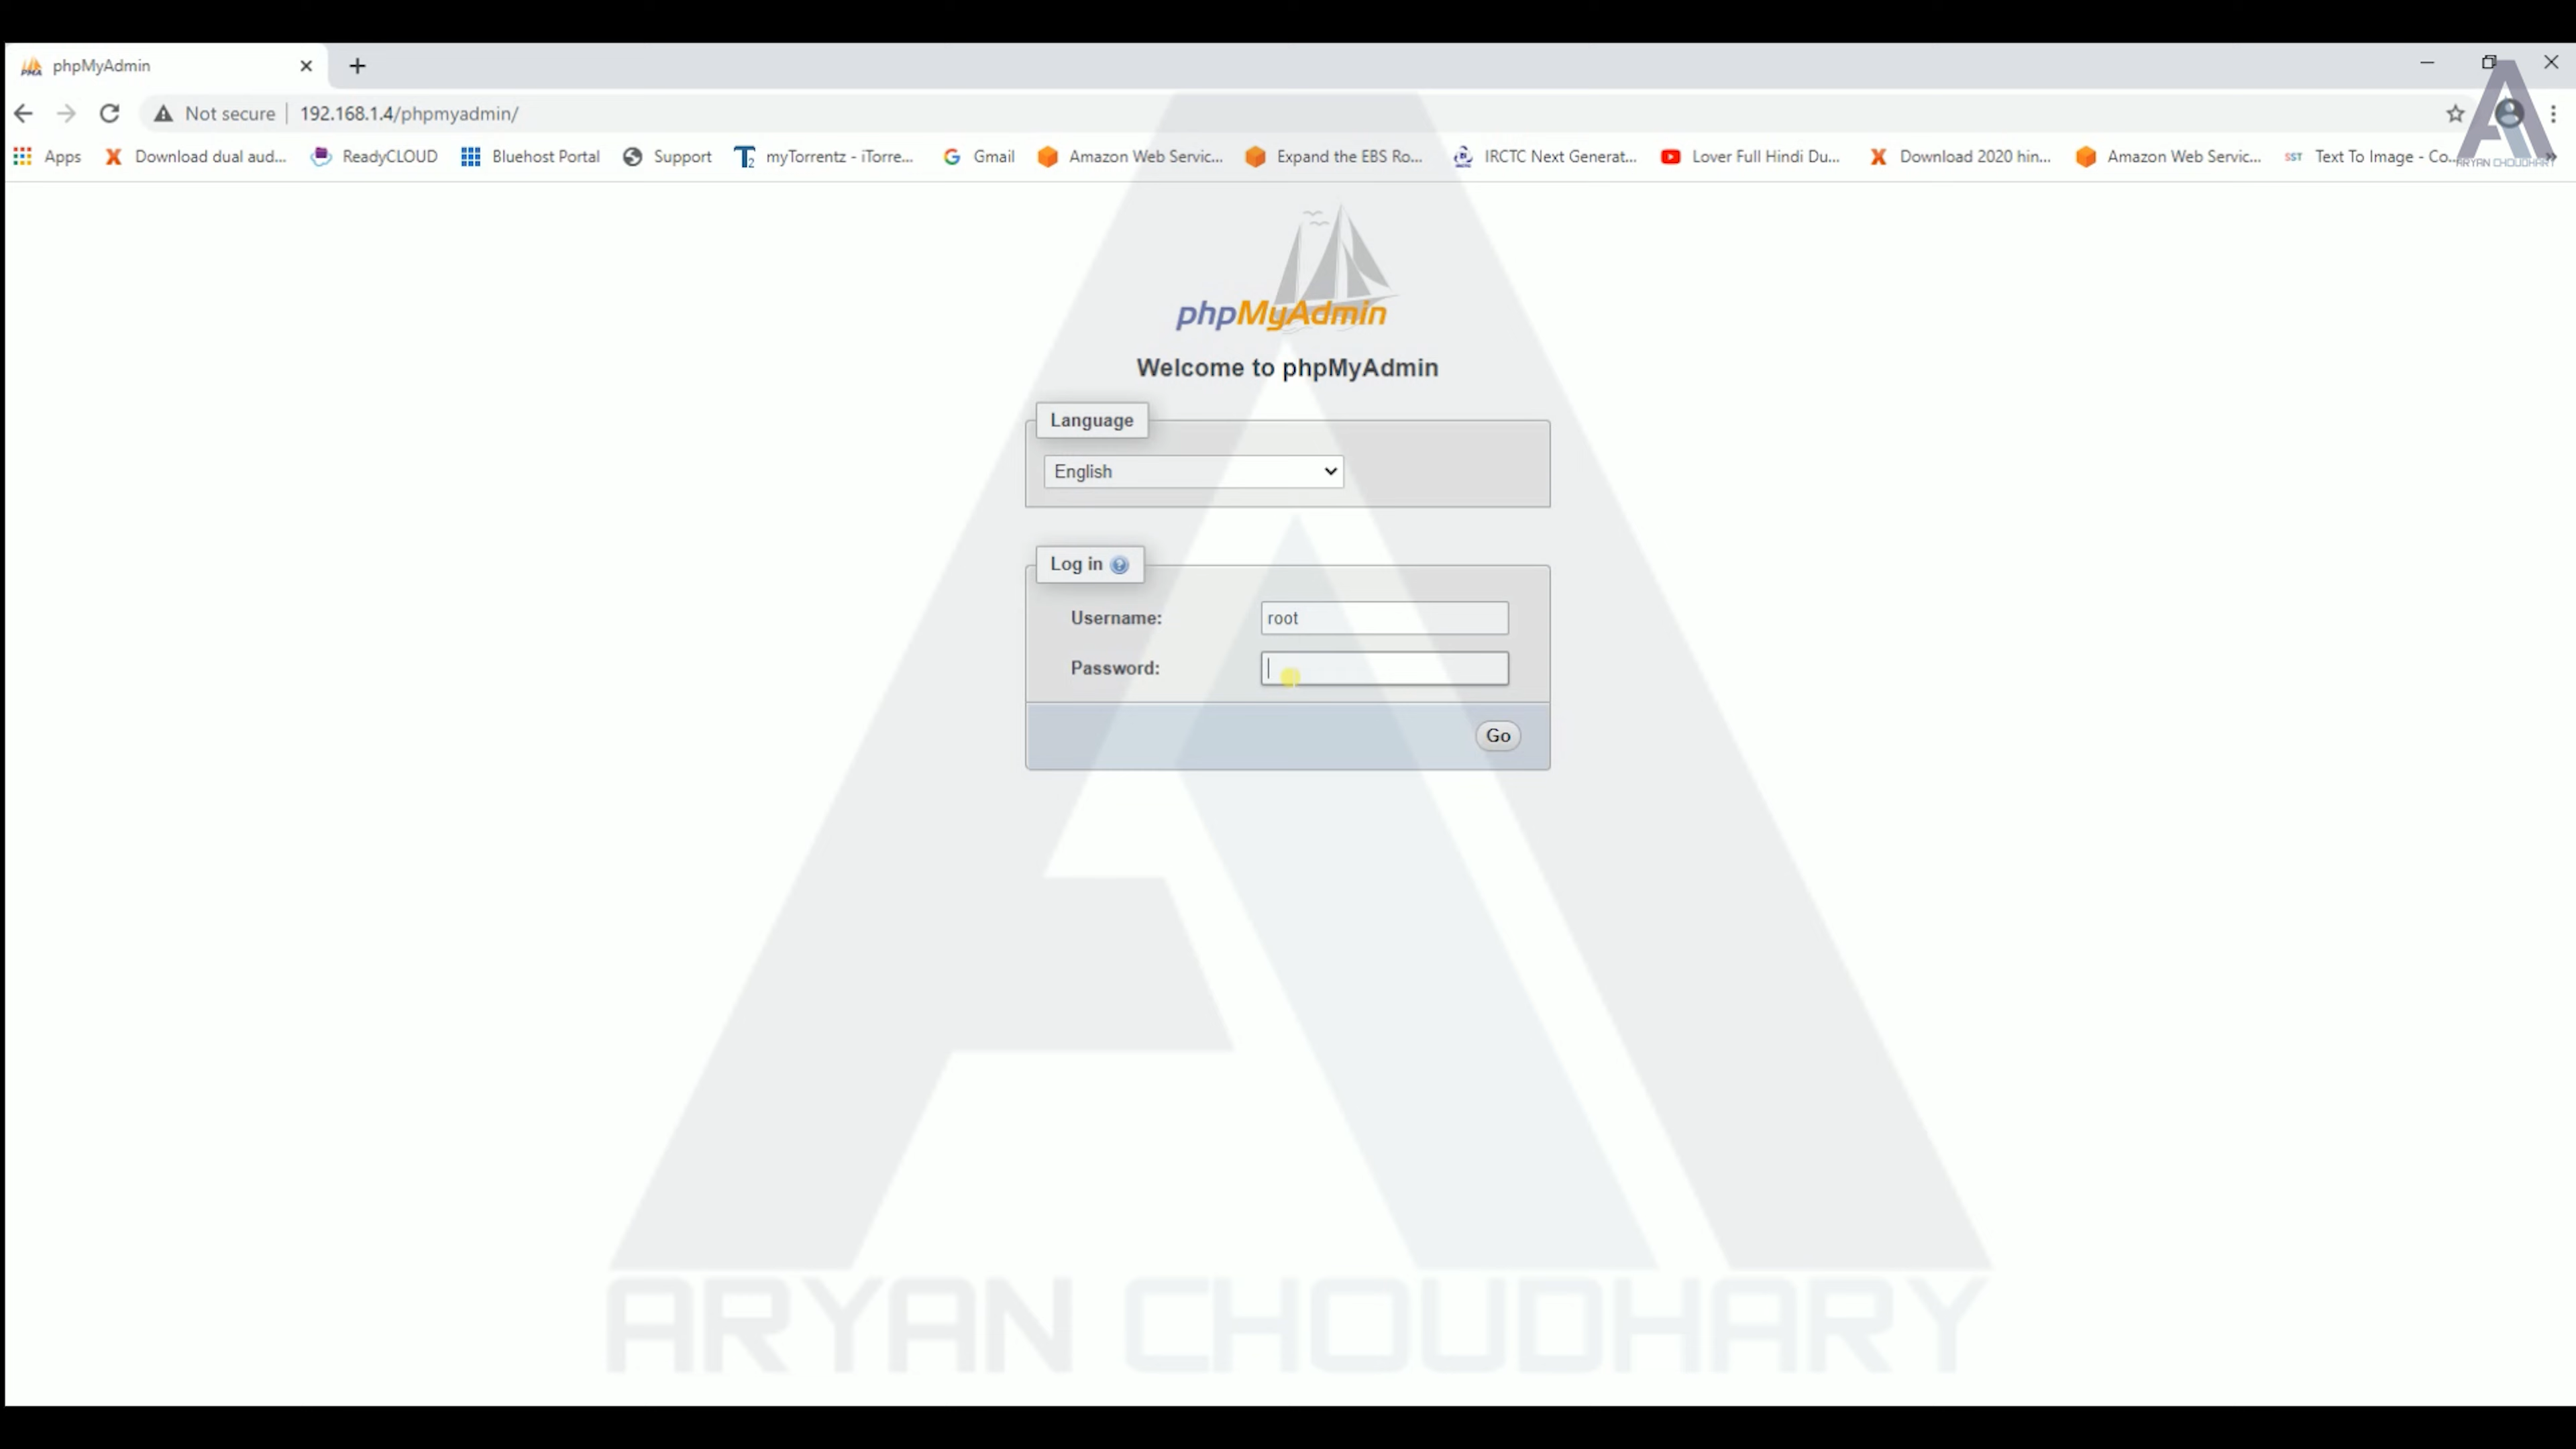 phpMyAdmin
Not secure 192.168.1.4/phpmyadmin/
Apps Download dual aud... ReadyCLOUD Bluehost Portal Support myTorrentz - iTorre... Gmail Amazon Web Servic... Expand the EBS Ro... IRCTC Next Generat... Lover Full Hindi Du... Download 2020 hin... Amazon Web Servic... SST Text To Image - Co...
ARYAN CHOUDHARY
phpMyAdmin
Welcome to phpMyAdmin
Language
English
Log in
Username: root
Password:
Go
ARYAN CHOUDHARY